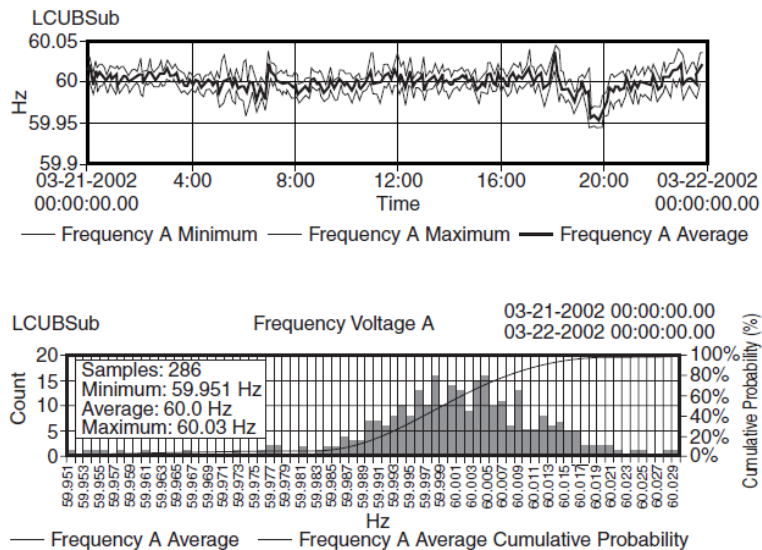 LCUBSub
60.05
60
59.95
59.9
Hz
03-21-2002 4:00 8:00 12:00 16:00 20:00 03-22-2002
00:00:00.00 Time 00:00:00.00
Frequency A Minimum Frequency A Maximum Frequency A Average
LCUBSub Frequency Voltage A 03-21-2002 00:00:00.00
03-22-2002 00:00:00.00
Count
20
15
10
5
0
Samples: 286
Minimum: 59.951 Hz
Average: 60.0 Hz
Maximum: 60.03 Hz
100%
80%
60%
40%
20%
0%
Cumulative Probability (%)
59.951 59.953 59.955 59.957 59.959 59.961 59.963 59.965 59.967 59.969 59.971 59.973 59.975 59.977 59.979 59.981 59.983 59.985 59.987 59.989 59.991 59.993 59.995 59.997 59.999 60.001 60.003 60.005 60.007 60.009 60.011 60.013 60.015 60.017 60.019 60.021 60.023 60.025 60.027 60.029
Hz
Frequency A Average Frequency A Average Cumulative Probability